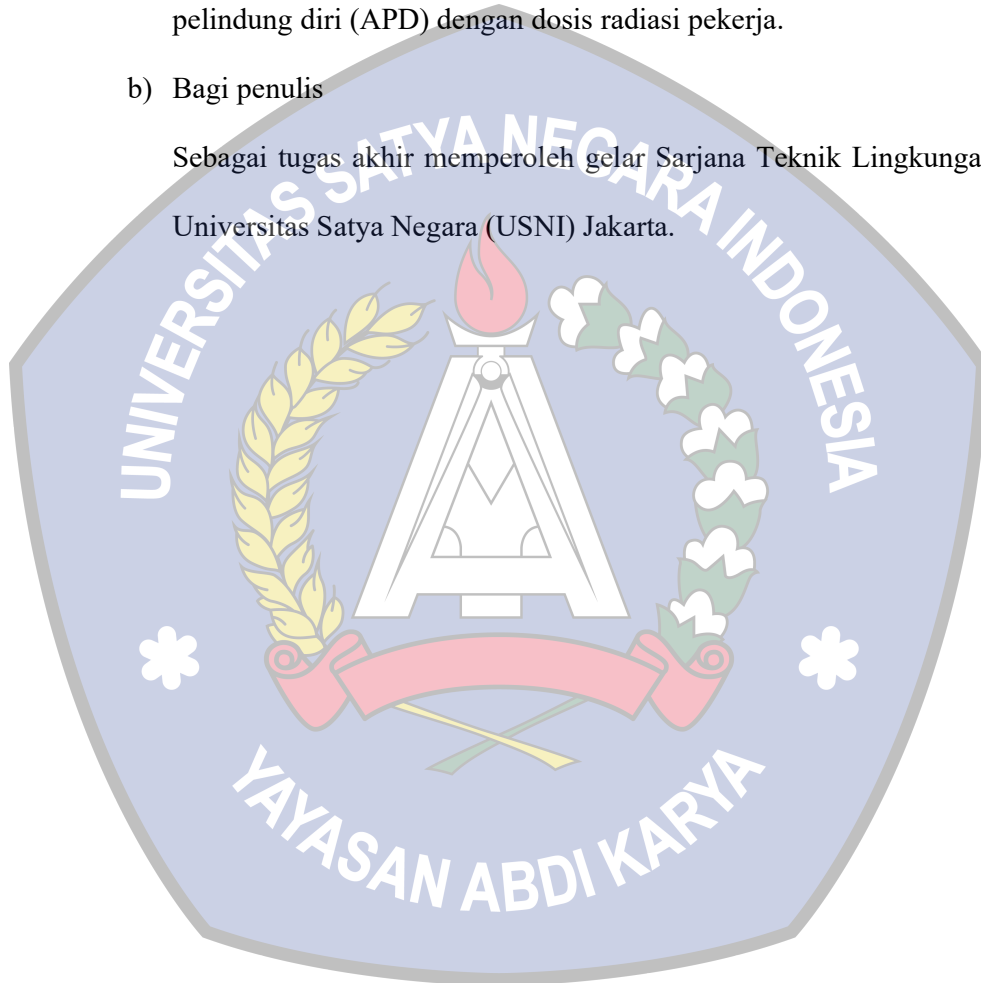 pelindung diri (APD) dengan dosis radiasi pekerja.
b) Bagi penulis
UNIVERSITAS SATYA NEGARA INDONESIA
Sebagai tugas akhir memperoleh gelar Sarjana Teknik Lingkunga
Universitas Satya Negara (USNI) Jakarta.
YAYASAN ABDI KARYA